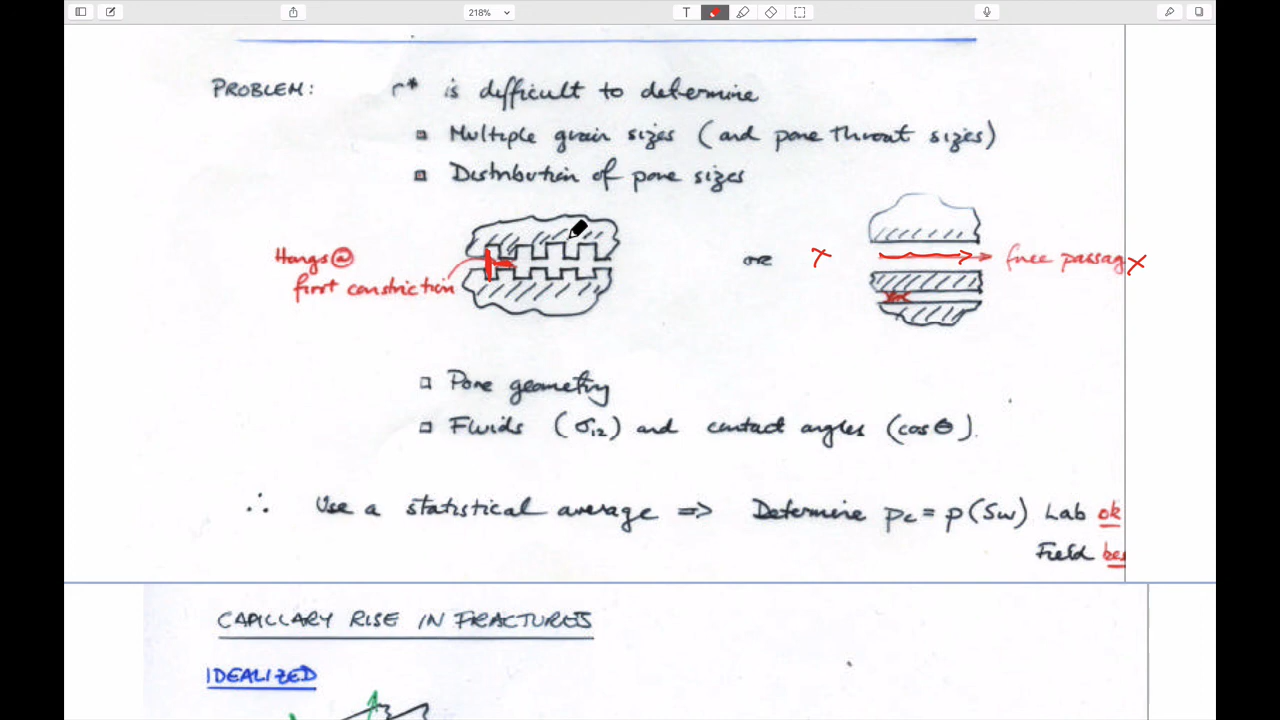 218%
T
PROBLEM: r* is difficult to determine
Multiple grain sizes (and pore throat sizes)
Distribution of pore sizes
Hangs@
first constriction
or
free passag
Pore geometry
Fluids (σ12) and contact angles (cosθ).
∴ Use a statistical average ⇒ Determine pc = p(Sw) Lab ok
Field bes
CAPILLARY RISE IN FRACTURES
IDEALIZED